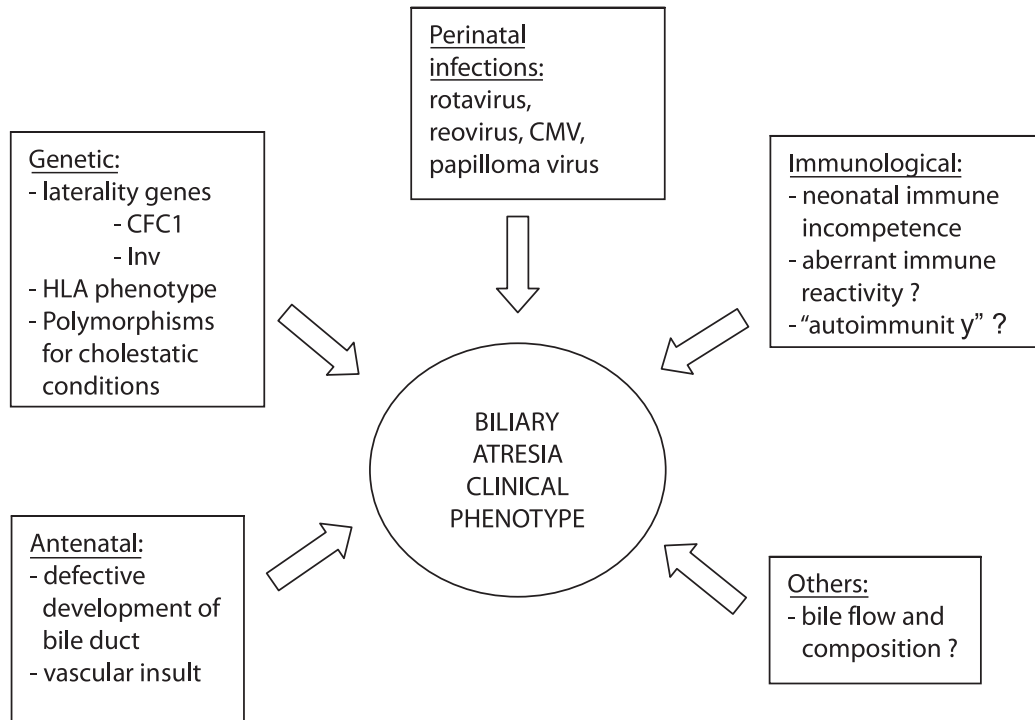 Perinatal
infections:
rotavirus,
reovirus, CMV,
papilloma virus
Genetic:
- laterality genes
- CFC1
- Inv
- HLA phenotype
- Polymorphisms
for cholestatic
conditions
Immunological:
- neonatal immune
incompetence
- aberrant immune
reactivity ?
- “autoimmunit y” ?
BILIARY
ATRESIA
CLINICAL
PHENOTYPE
Antenatal:
- defective
development of
bile duct
- vascular insult
Others:
- bile flow and
composition ?